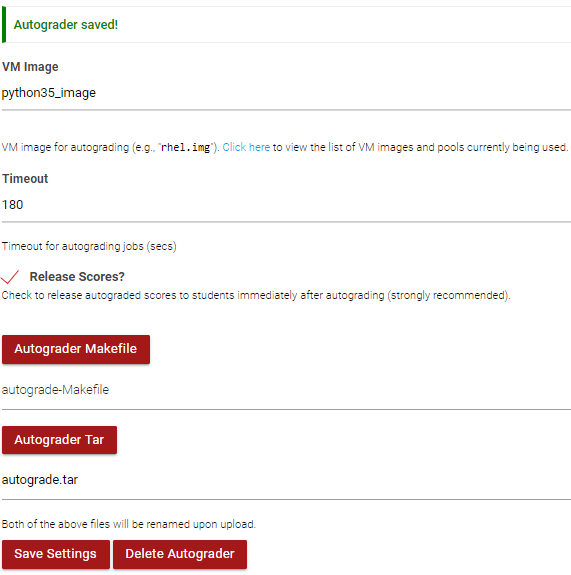 Autograder saved!
VM Image
python35_image
VM image for autograding (e.g., "rhel.img"). Click here to view the list of VM images and pools currently being used.
Timeout
180
Timeout for autograding jobs (secs)
Release Scores?
Check to release autograded scores to students immediately after autograding (strongly recommended).
Autograder Makefile
autograde-Makefile
Autograder Tar
autograde.tar
Both of the above files will be renamed upon upload.
Save Settings Delete Autograder